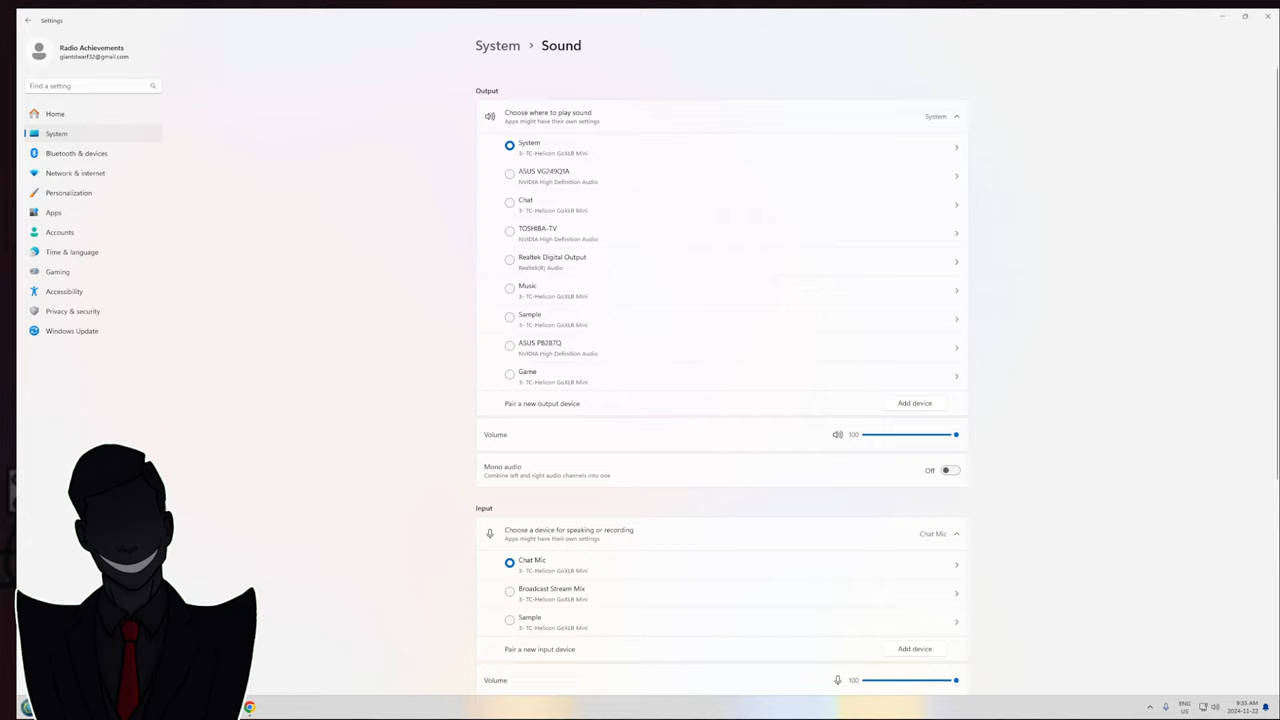 Settings
Radio Achievements
giantdwarf32@gmail.com
Find a setting
Home
System
Bluetooth & devices
Network & internet
Personalization
Apps
Accounts
Time & language
Gaming
Accessibility
Privacy & security
Windows Update
System > Sound
Output
Choose where to play sound
Apps might have their own settings
System
System
3- TC-Helicon GoXLR Mini
ASUS VG249Q1A
NVIDIA High Definition Audio
Chat
3- TC-Helicon GoXLR Mini
TOSHIBA-TV
NVIDIA High Definition Audio
Realtek Digital Output
Realtek(R) Audio
Music
3- TC-Helicon GoXLR Mini
Sample
3- TC-Helicon GoXLR Mini
ASUS PB287Q
NVIDIA High Definition Audio
Game
3- TC-Helicon GoXLR Mini
Pair a new output device
Add device
Volume
100
Mono audio
Combine left and right audio channels into one
Off
Input
Choose a device for speaking or recording
Apps might have their own settings
Chat Mic
Chat Mic
3- TC-Helicon GoXLR Mini
Broadcast Stream Mix
3- TC-Helicon GoXLR Mini
Sample
3- TC-Helicon GoXLR Mini
Pair a new input device
Add device
Volume
100
ENG
US
9:35 AM
2024-11-22